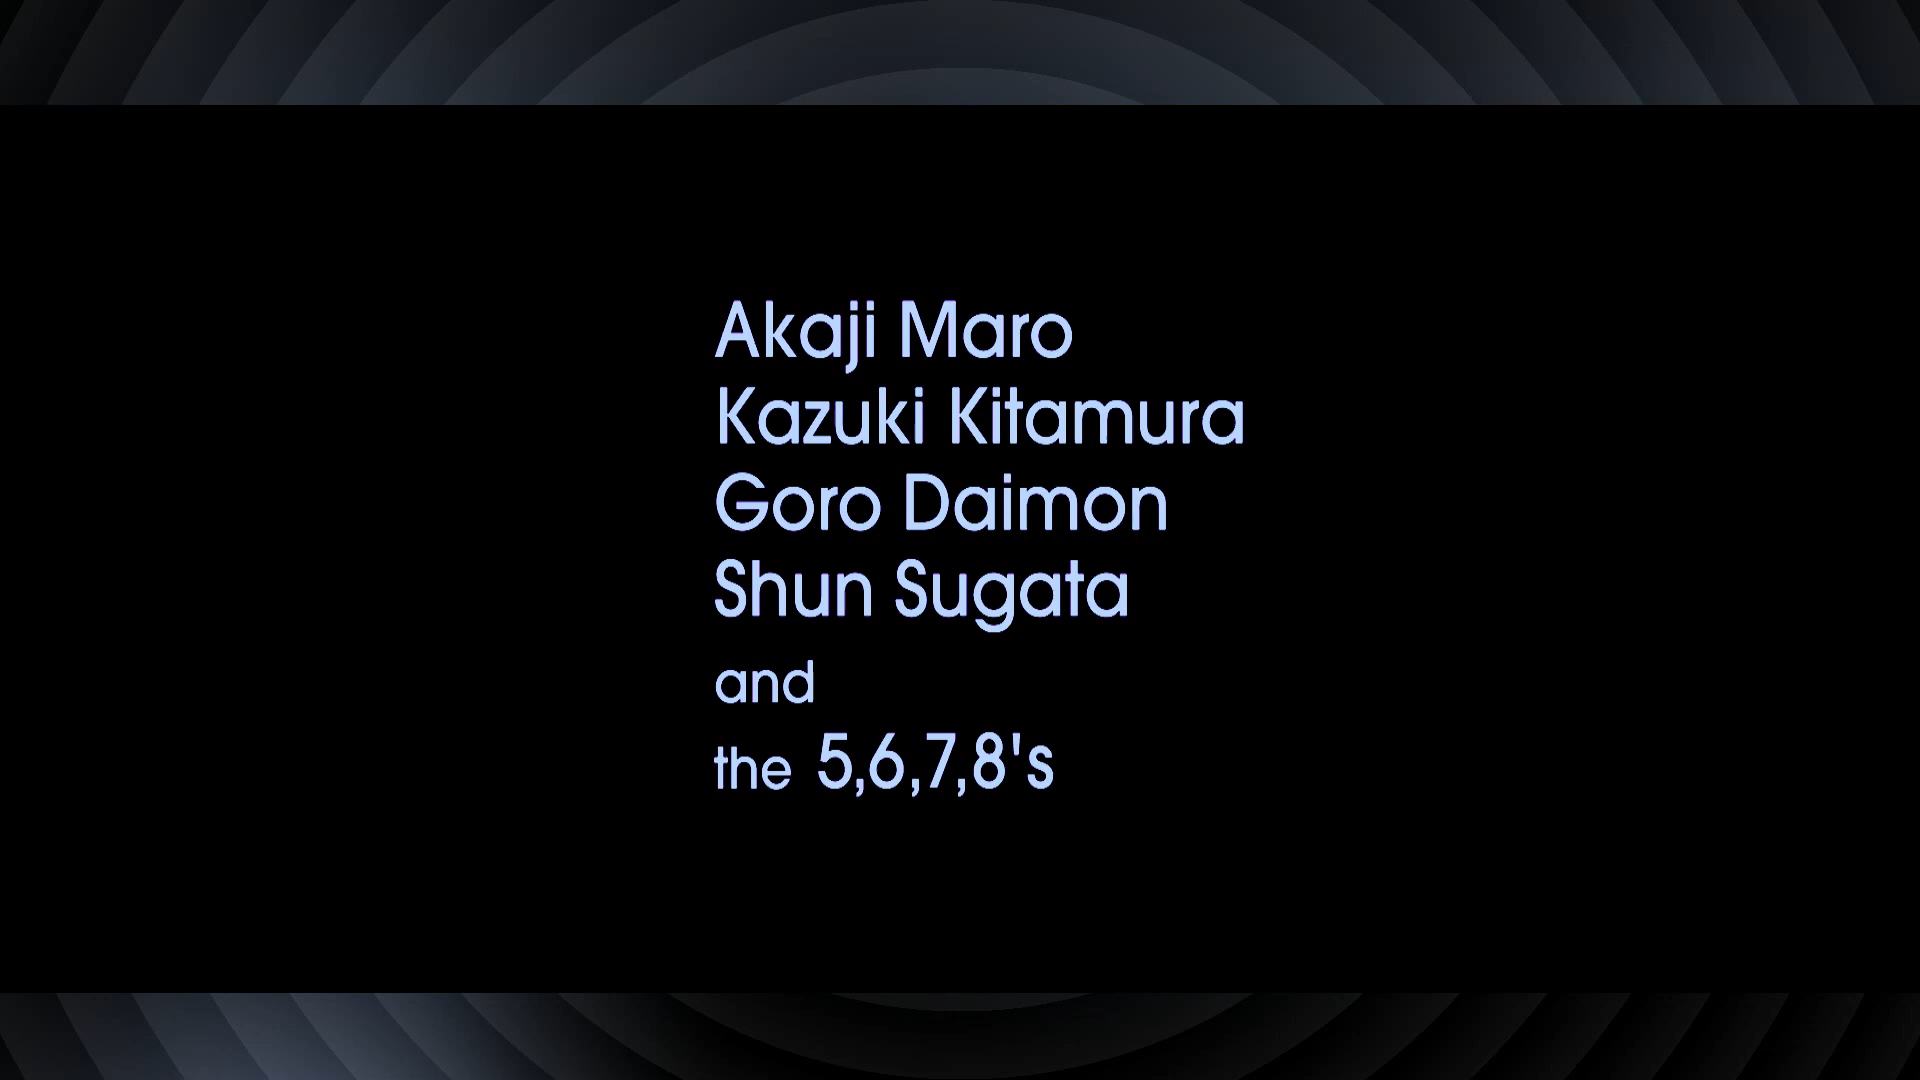 Akaji Maro
Kazuki Kitamura
Goro Daimon
Shun Sugata
and
the 5,6,7,8's